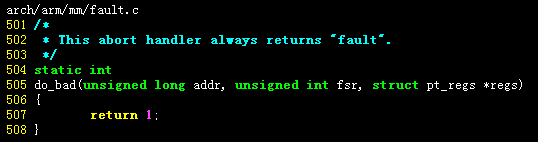 arch/arm/mm/fault.c
501 /*
502  * This abort handler always returns "fault".
503  */
504 static int
505 do_bad(unsigned long addr, unsigned int fsr, struct pt_regs *regs)
506 {
507         return 1;
508 }